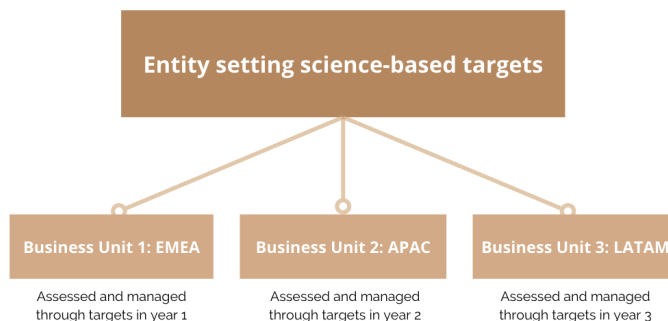 Entity setting science-based targets
Business Unit 1: EMEA
Business Unit 2: APAC
Business Unit 3: LATAM
Assessed and managed
through targets in year 1
Assessed and managed
through targets in year 2
Assessed and managed
through targets in year 3